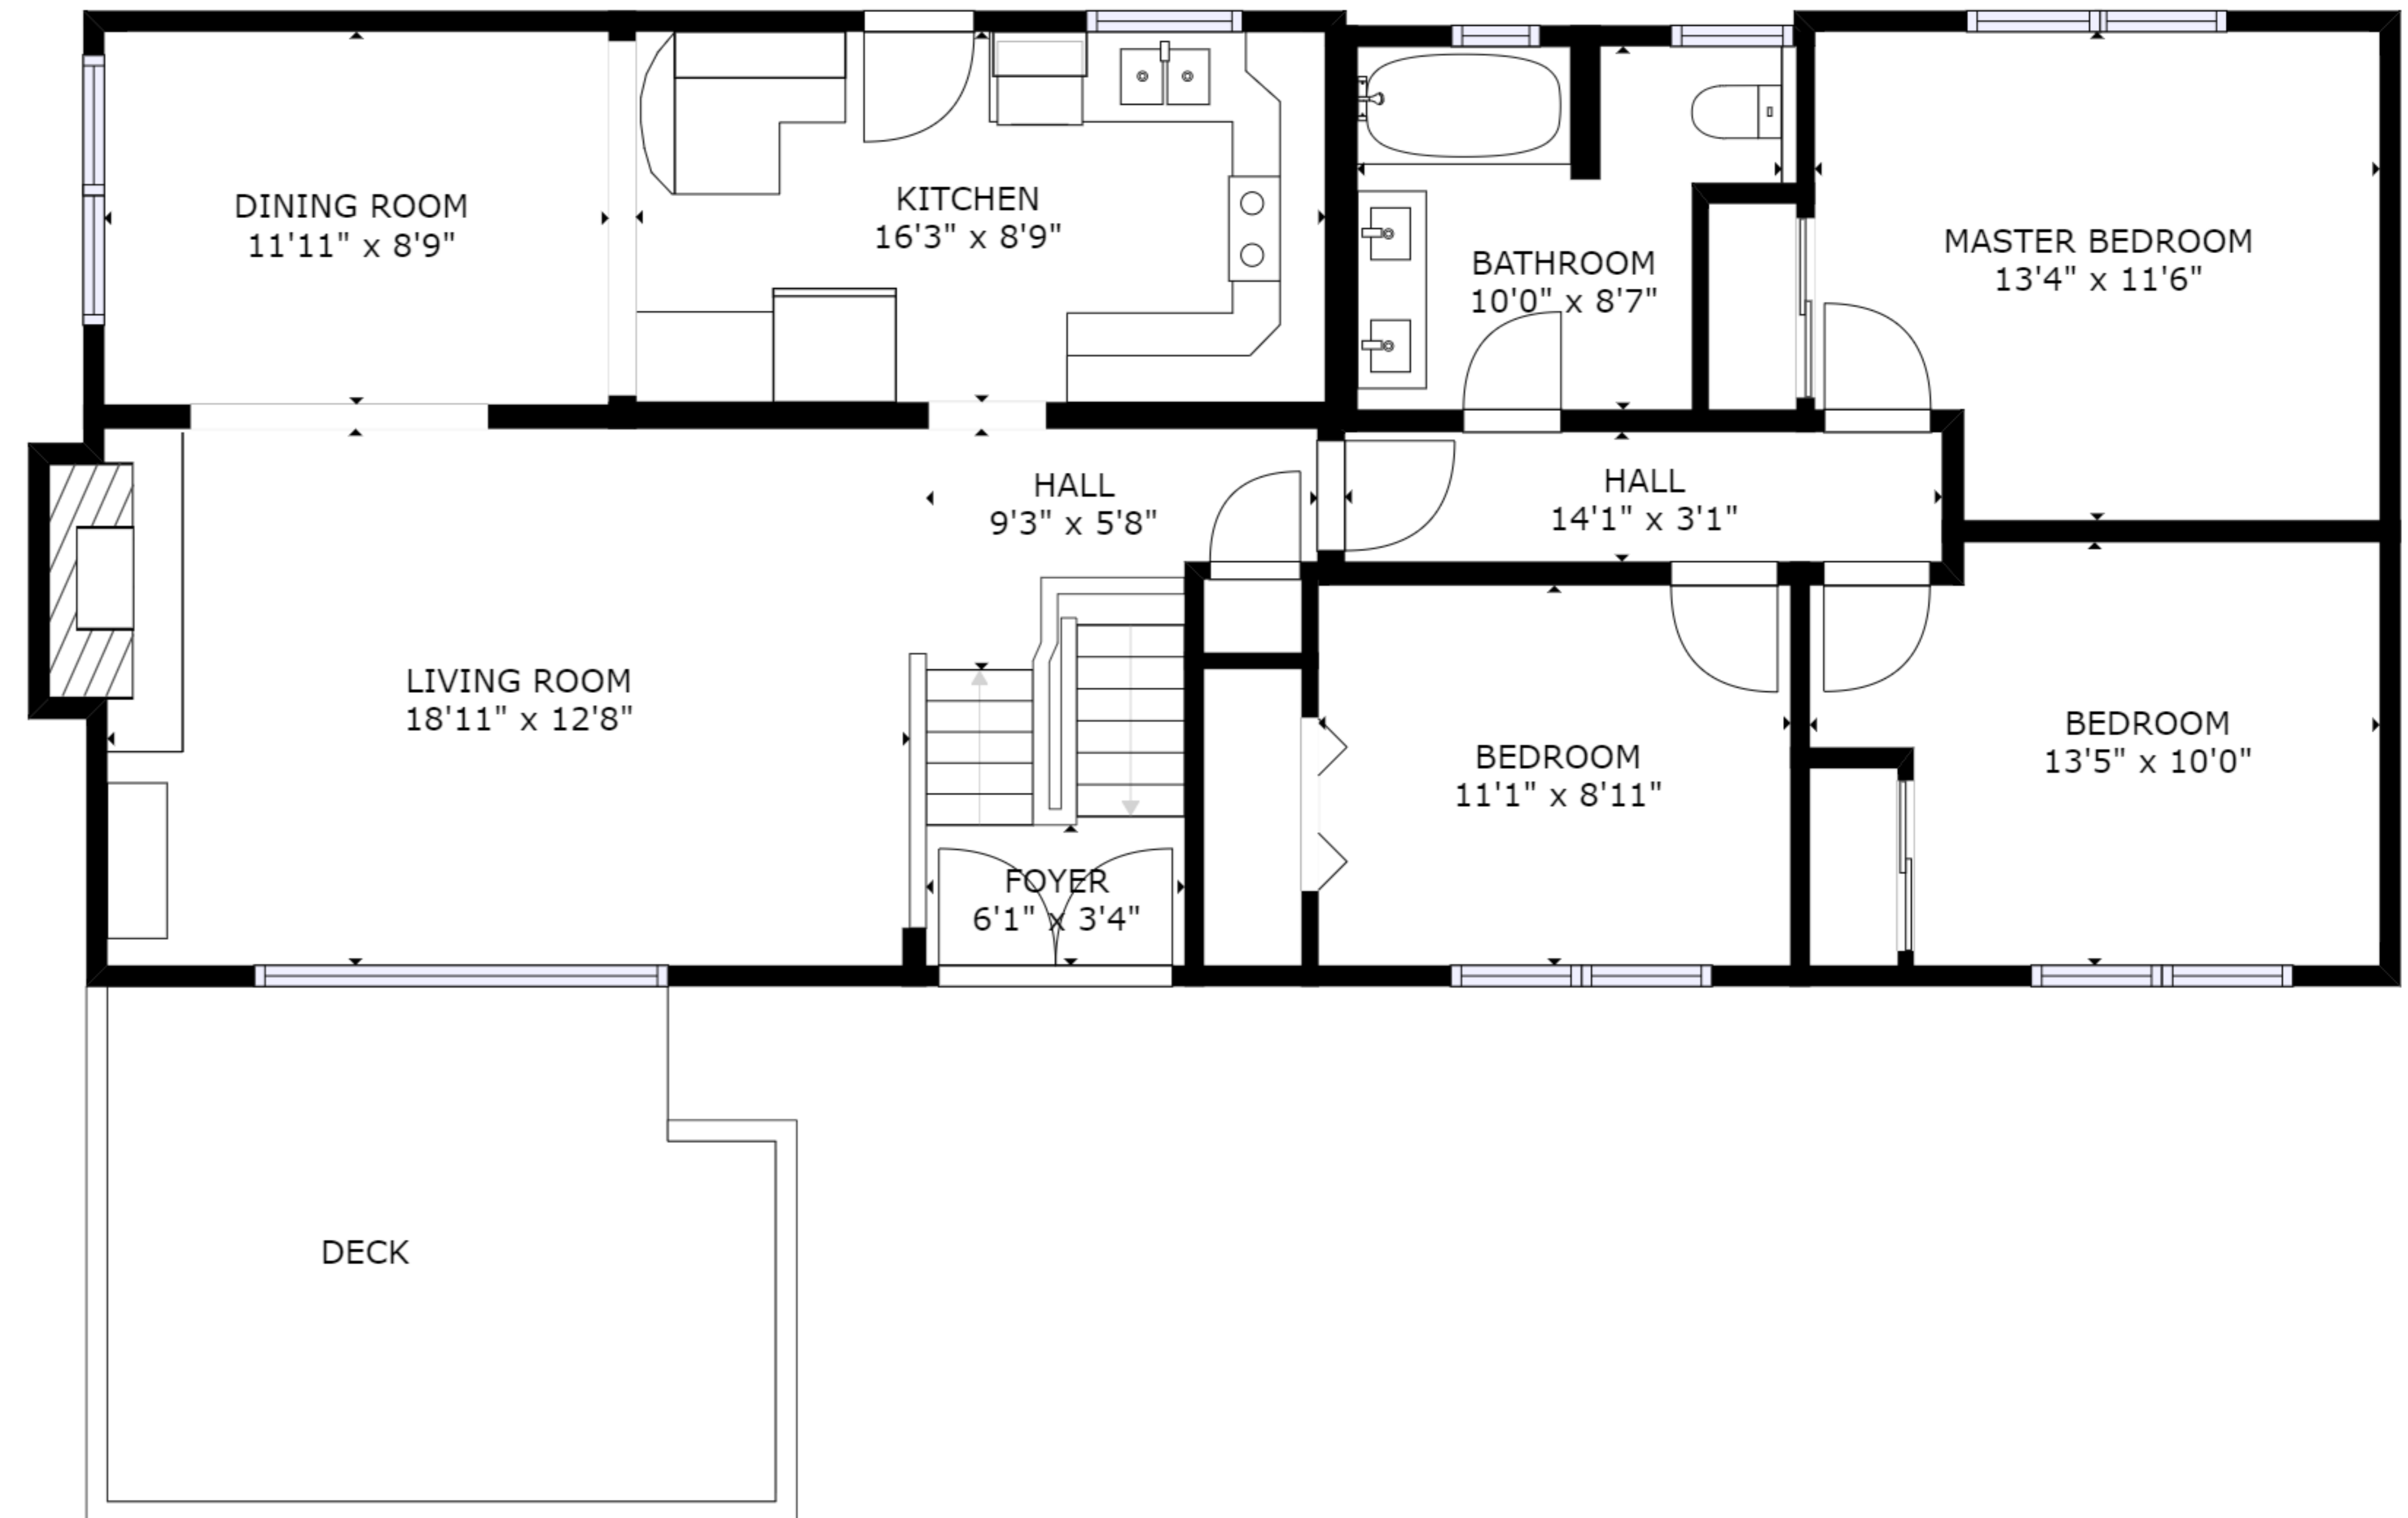 DINING ROOM
11'11" x 8'9"
KITCHEN
16'3" x 8'9"
BATHROOM
10'0" x 8'7"
MASTER BEDROOM
13'4" x 11'6"
HALL
9'3" x 5'8"
HALL
14'1" x 3'1"
LIVING ROOM
18'11" x 12'8"
BEDROOM
11'1" x 8'11"
BEDROOM
13'5" x 10'0"
FOYER
6'1" x 3'4"
DECK